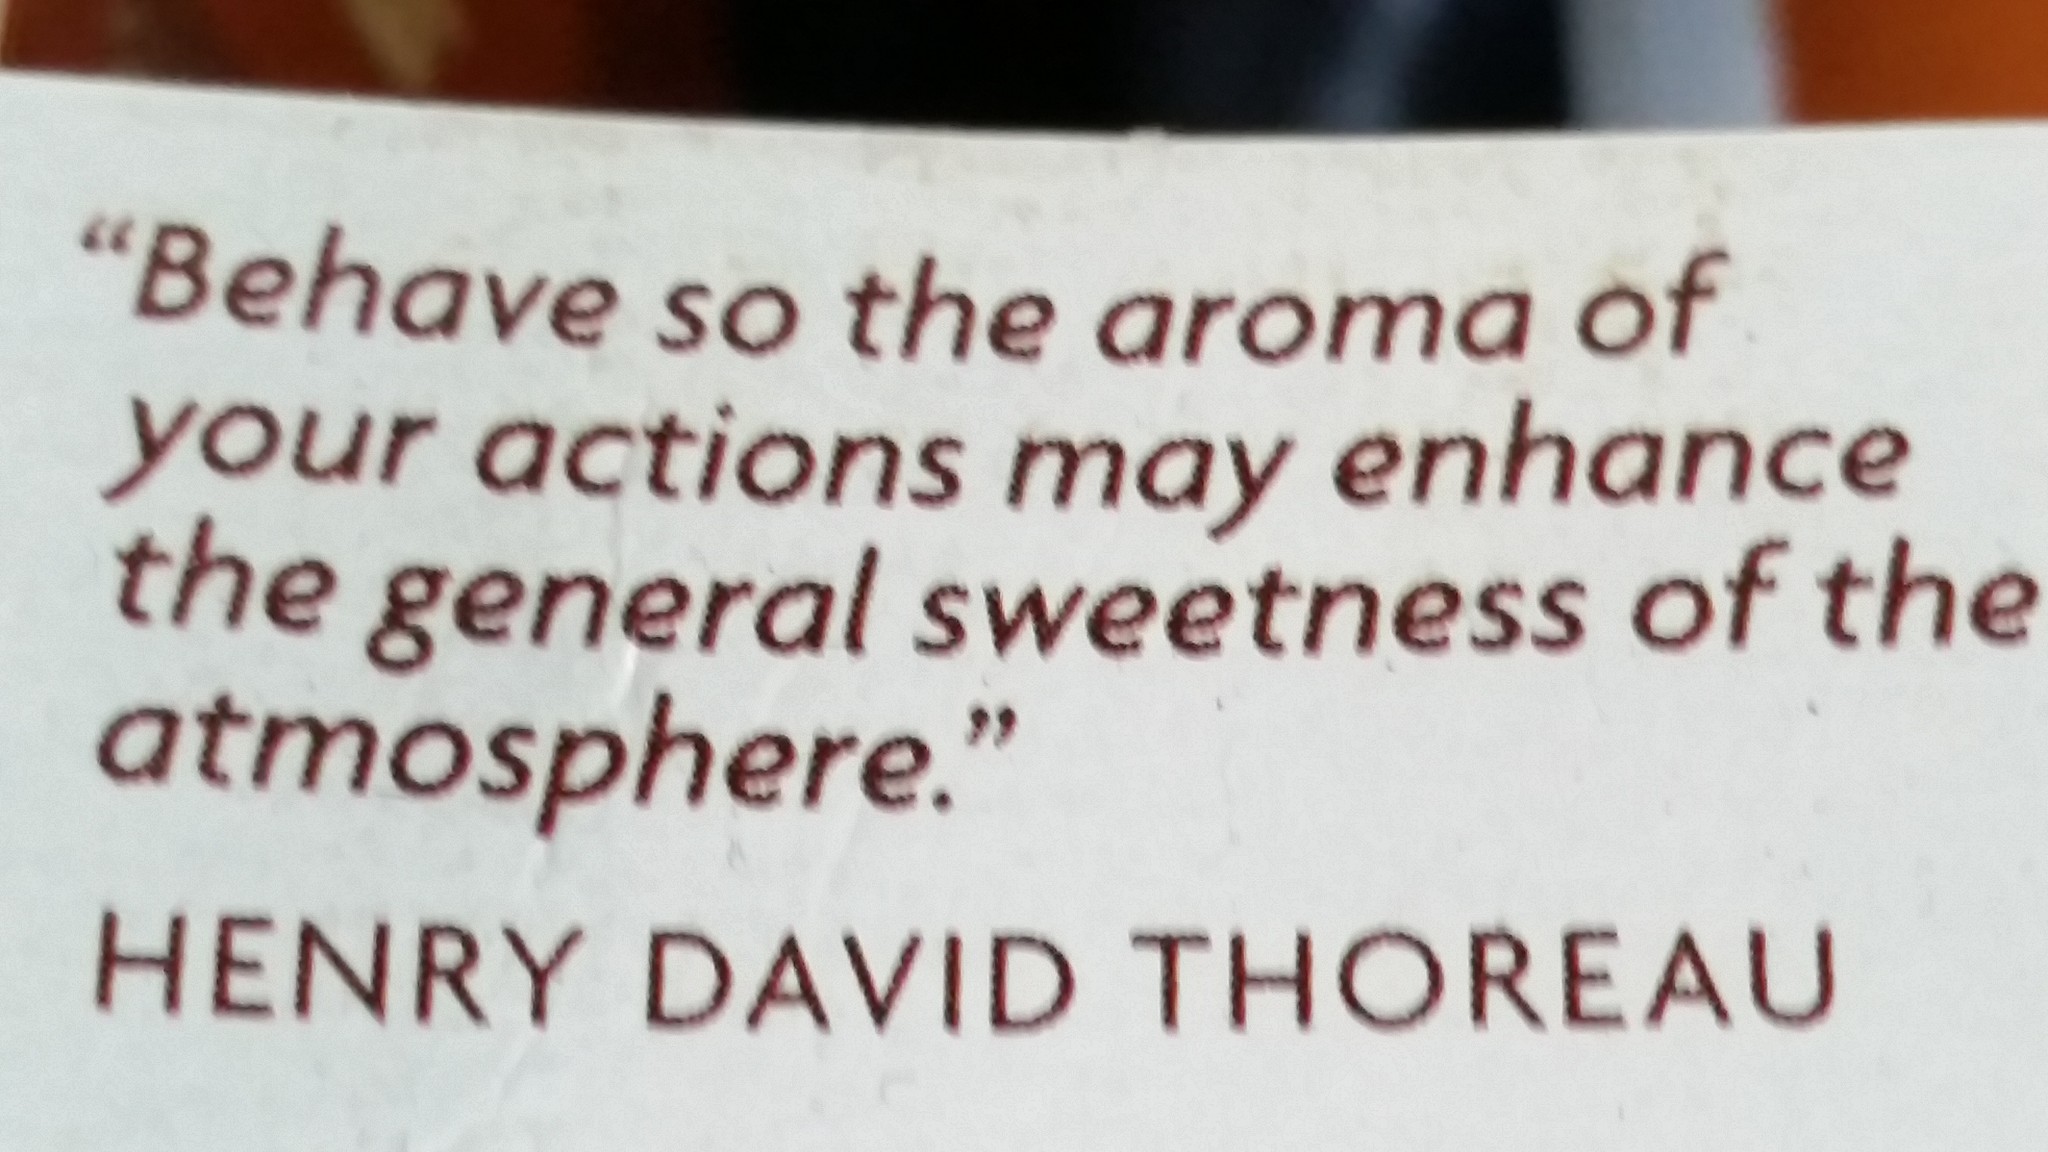 “Behave so the aroma of
your actions may enhance
the general sweetness of the
atmosphere.”
HENRY DAVID THOREAU